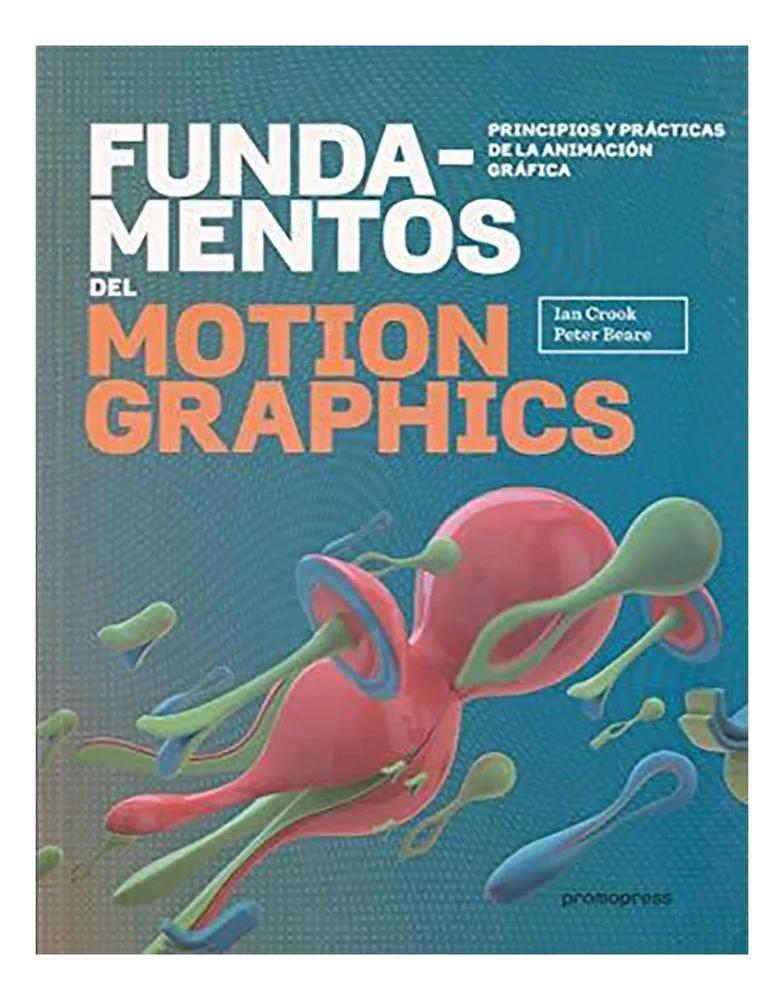 FUNDA-
MENTOS
PRINCIPIOS Y PRÁCTICAS
DE LA ANIMACIÓN
GRÁFICA
DEL
MOTION
GRAPHICS
Ian Crook
Peter Beare
promopress